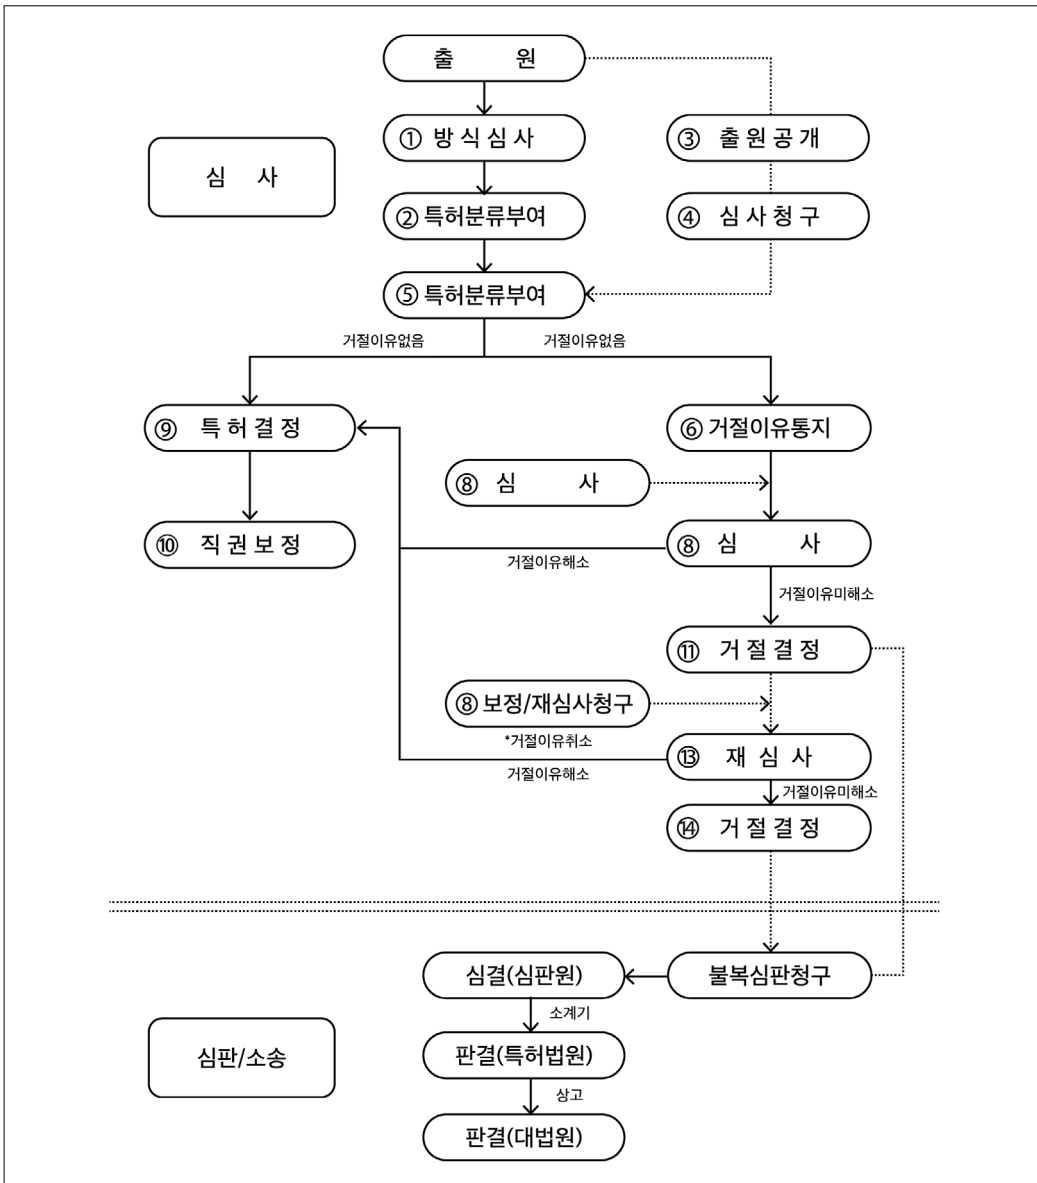 출 원
① 방 식 심 사
③ 출 원 공 개
심 사
② 특허분류부여
④ 심 사 청 구
⑤ 특허분류부여
거절이유없음
거절이유없음
⑨ 특 허 결 정
⑥ 거절이유통지
⑧ 심 사
⑩ 직 권 보 정
⑧ 심 사
거절이유해소
거절이유미해소
⑪ 거 절 결 정
⑧ 보정/재심사청구
*거절이유취소
⑬ 재 심 사
거절이유해소
거절이유미해소
⑭ 거 절 결 정
심결(심판원)
불복심판청구
소계기
심판/소송
판결(특허법원)
상고
판결(대법원)